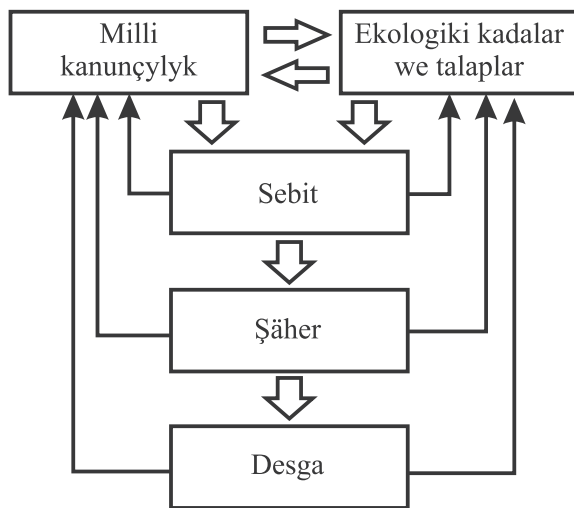 Milli
kanunçylyk
Ekologiki kadalar
we talaplar
Sebit
Şäher
Desga